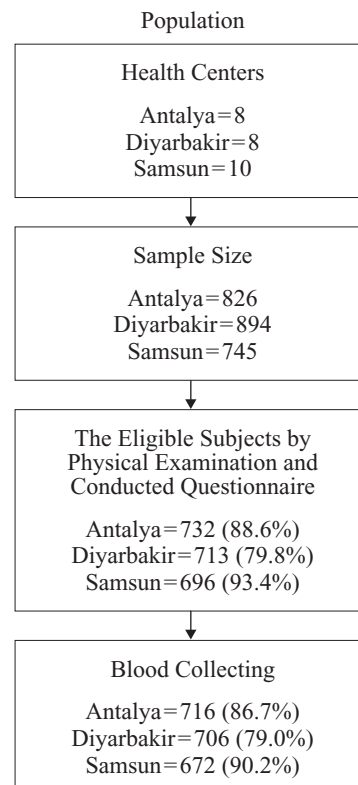 Population
Health Centers
Antalya=8
Diyarbakir=8
Samsun=10
Sample Size
Antalya=826
Diyarbakir=894
Samsun=745
The Eligible Subjects by
Physical Examination and
Conducted Questionnaire
Antalya=732 (88.6%)
Diyarbakir=713 (79.8%)
Samsun=696 (93.4%)
Blood Collecting
Antalya=716 (86.7%)
Diyarbakir=706 (79.0%)
Samsun=672 (90.2%)